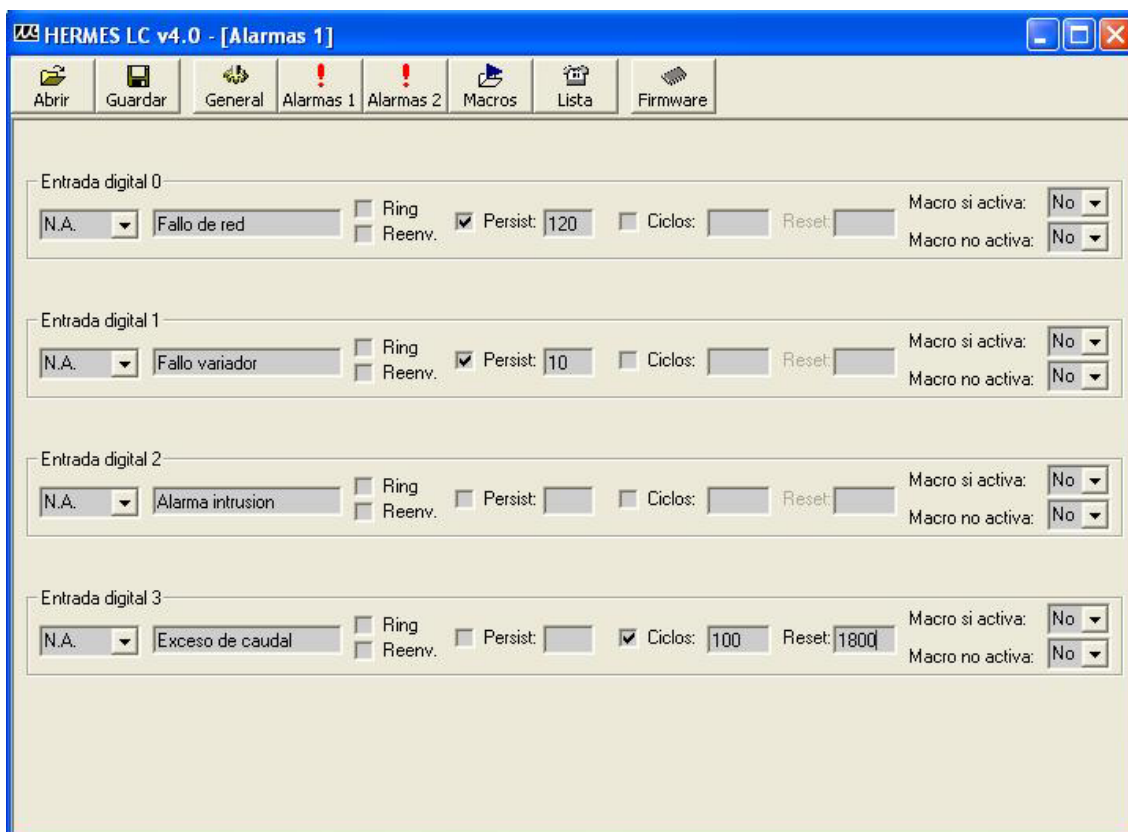 HERMES LC v4.0 - [Alarmas 1]
Abrir Guardar General Alarmas 1 Alarmas 2 Macros Lista Firmware
Entrada digital 0
N.A. Fallo de red Ring Reenv. Persist: 120 Ciclos: Reset: Macro si activa: No
Macro no activa: No
Entrada digital 1
N.A. Fallo variador Ring Reenv. Persist: 10 Ciclos: Reset: Macro si activa: No
Macro no activa: No
Entrada digital 2
N.A. Alarma intrusion Ring Reenv. Persist: Ciclos: Reset: Macro si activa: No
Macro no activa: No
Entrada digital 3
N.A. Exceso de caudal Ring Reenv. Persist: Ciclos: 100 Reset: 1800 Macro si activa: No
Macro no activa: No